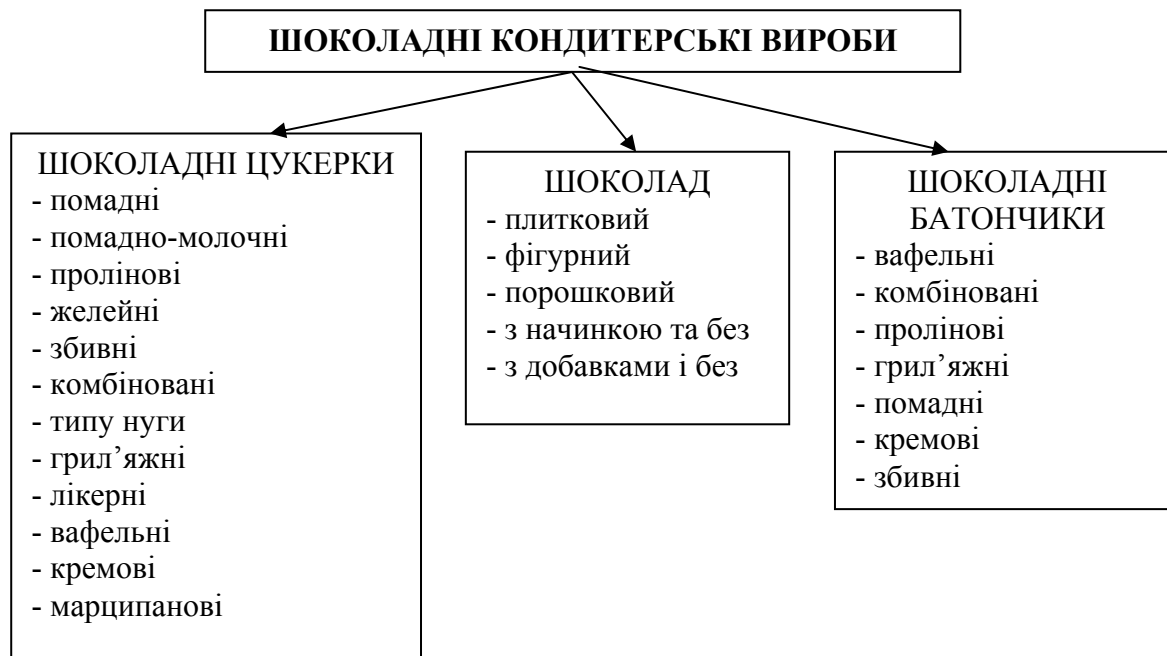 ШОКОЛАДНІ КОНДИТЕРСЬКІ ВИРОБИ
ШОКОЛАДНІ ЦУКЕРКИ
- помадні
- помадно-молочні
- пролінові
- желейні
- збивні
- комбіновані
- типу нуги
- грил’яжні
- лікерні
- вафельні
- кремові
- марципанові
ШОКОЛАД
- плитковий
- фігурний
- порошковий
- з начинкою та без
- з добавками і без
ШОКОЛАДНІ
БАТОНЧИКИ
- вафельні
- комбіновані
- пролінові
- грил’яжні
- помадні
- кремові
- збивні